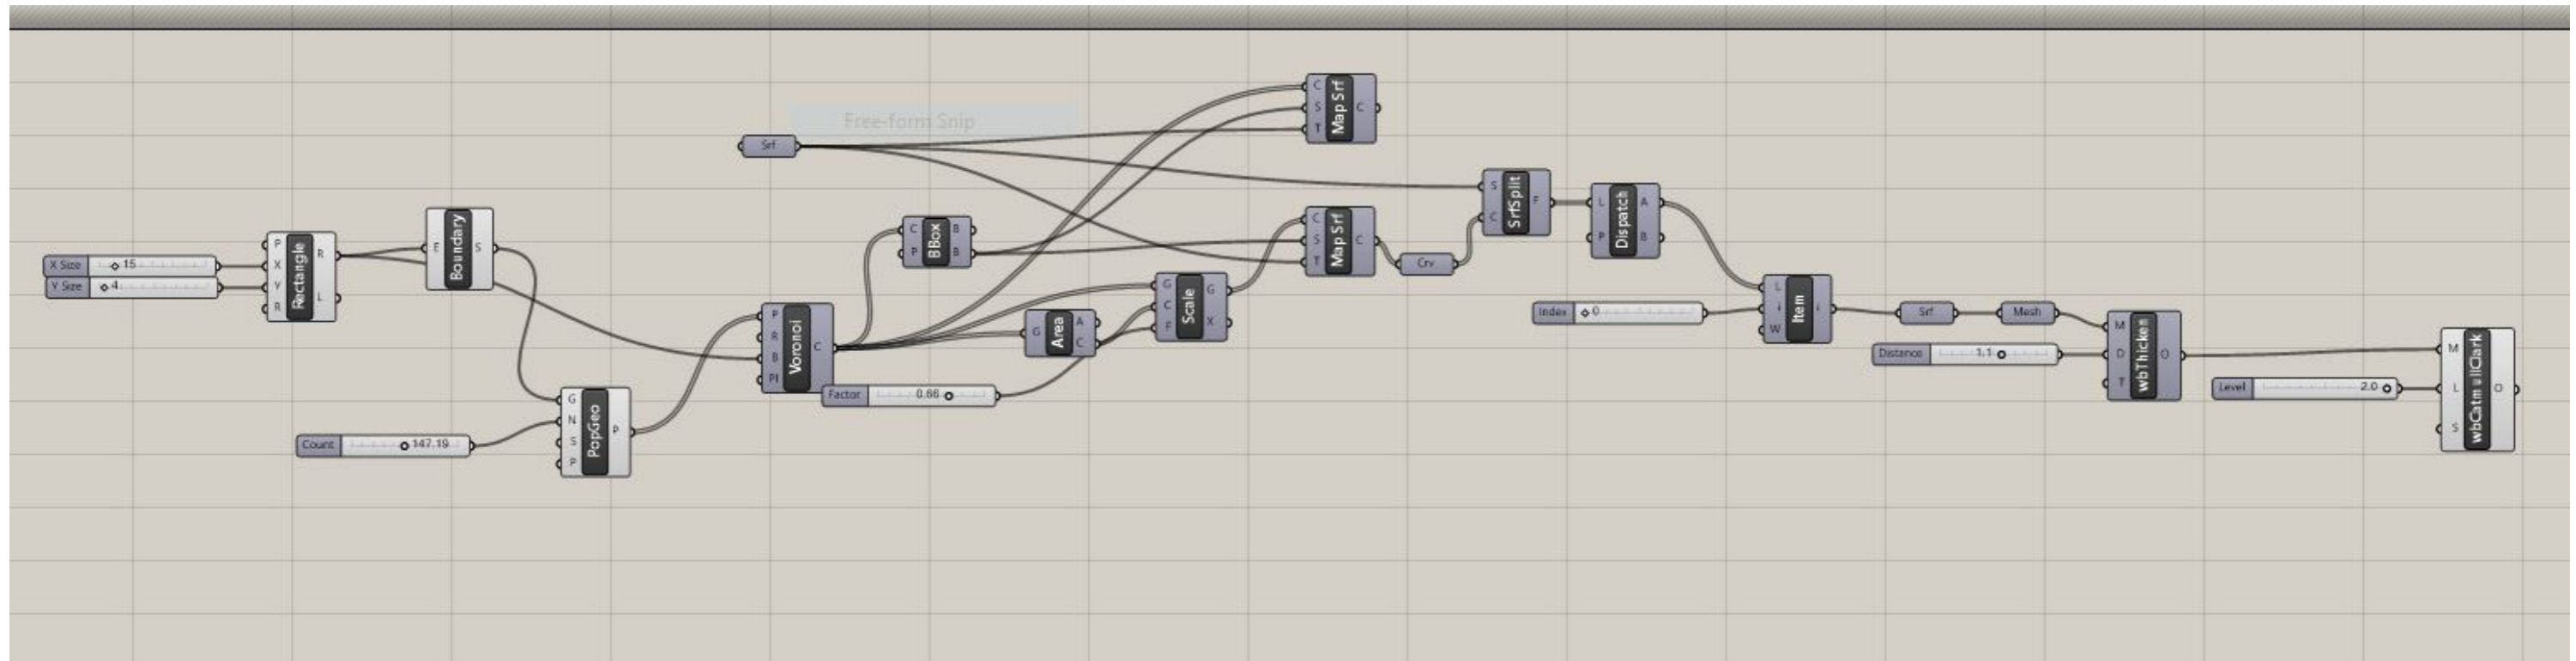 Free-form Snip
Map Srf
C
S
T
C
Srf
SrfSplit
S
C
F
Dispatch
L
P
A
B
Map Srf
C
S
T
C
Crv
Boundary
E
S
BBox
C
P
B
B
Rectangle
P
X
Y
R
R
L
X Size 15
Y Size 4
Scale
G
C
F
G
X
Area
G
A
C
Voronoi
P
R
B
Pl
C
Factor 0.66
Index 0
Item
L
i
W
i
Srf
Mesh
Distance 1.1
wbThicken
M
D
T
O
Level 2.0
wbCatmullClark
M
L
S
O
PopGeo
G
N
S
P
P
Count 147.19